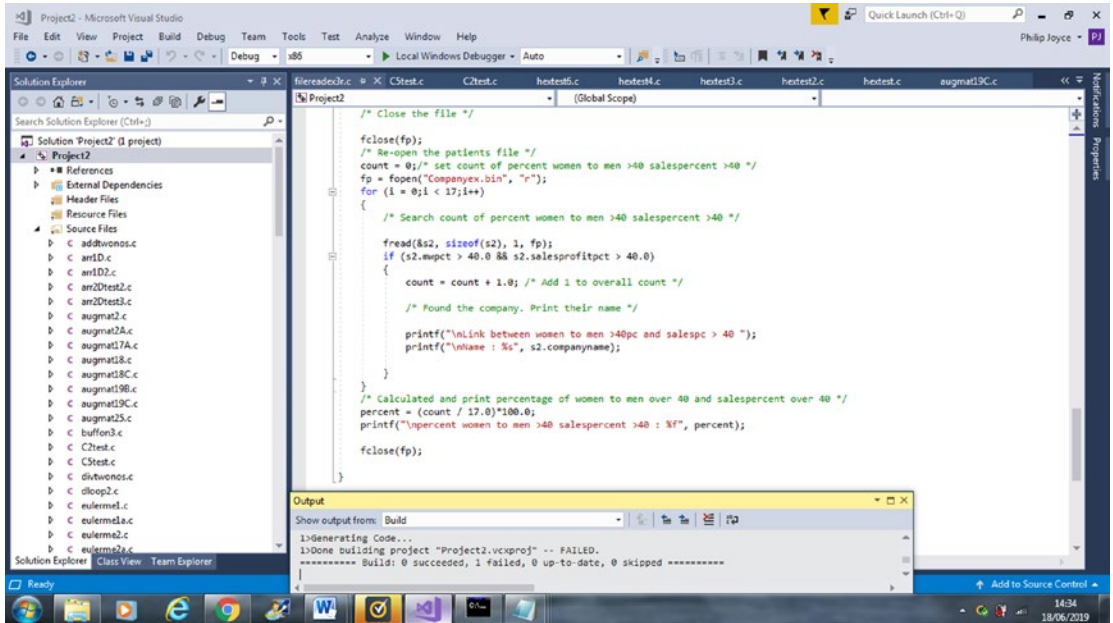 Project2 - Microsoft Visual Studio
Quick Launch (Ctrl+Q)
File Edit View Project Build Debug Team Tools Test Analyze Window Help
Philip Joyce
PJ
Debug x86 Local Windows Debugger Auto
Solution Explorer
filereadex3r.c C5test.c C2test.c hextest6.c hextest4.c hextest3.c hextest2.c hextest.c augmat19C.c
Project2 (Global Scope)
Search Solution Explorer (Ctrl+;)
Solution 'Project2' (1 project)
Project2
References
External Dependencies
Header Files
Resource Files
Source Files
addtwonos.c
arr1D.c
arr1D2.c
arr2Dtest2.c
arr2Dtest3.c
augmat2.c
augmat2A.c
augmat17A.c
augmat18.c
augmat18C.c
augmat19B.c
augmat19C.c
augmat25.c
buffon3.c
C2test.c
C5test.c
divtwonos.c
dloop2.c
eulerme1.c
eulerme1a.c
eulerme2.c
eulerme2a.c
Solution Explorer Class View Team Explorer
/* Close the file */
fclose(fp);
/* Re-open the patients file */
count = 0;/* set count of percent women to men >40 salespercent >40 */
fp = fopen("Companyex.bin", "r");
for (i = 0;i < 17;i++)
{
/* Search count of percent women to men >40 salespercent >40 */
fread(&s2, sizeof(s2), 1, fp);
if (s2.mwpct > 40.0 && s2.salesprofitpct > 40.0)
{
count = count + 1.0; /* Add 1 to overall count */
/* Found the company. Print their name */
printf("\nLink between women to men >40pc and salespc > 40 ");
printf("\nName : %s", s2.companyname);
}
}
/* Calculated and print percentage of women to men over 40 and salespercent over 40 */
percent = (count / 17.0)*100.0;
printf("\npercent women to men >40 salespercent >40 : %f", percent);
fclose(fp);
}
Output
Show output from: Build
1>Generating Code...
1>Done building project "Project2.vcxproj" -- FAILED.
========== Build: 0 succeeded, 1 failed, 0 up-to-date, 0 skipped ==========
Notifications
Properties
Ready
Add to Source Control
14:34
18/06/2019